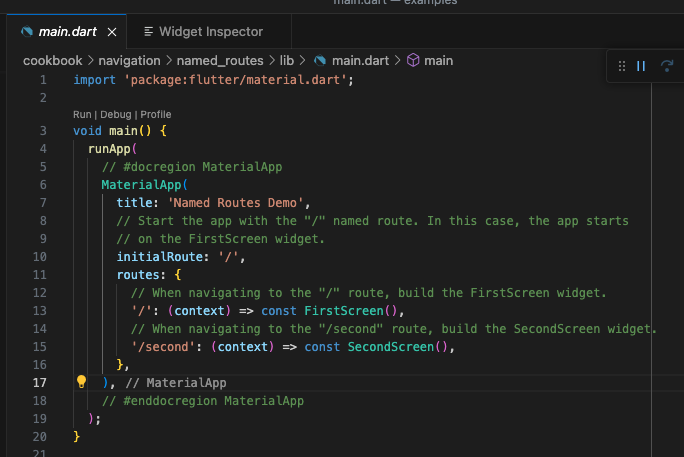 main.dart — examples
main.dart × Widget Inspector
cookbook > navigation > named_routes > lib > main.dart > main
1 import 'package:flutter/material.dart';
2
Run | Debug | Profile
3 void main() {
4 runApp(
5 // #docregion MaterialApp
6 MaterialApp(
7 title: 'Named Routes Demo',
8 // Start the app with the "/" named route. In this case, the app starts
9 // on the FirstScreen widget.
10 initialRoute: '/',
11 routes: {
12 // When navigating to the "/" route, build the FirstScreen widget.
13 '/': (context) => const FirstScreen(),
14 // When navigating to the "/second" route, build the SecondScreen widget.
15 '/second': (context) => const SecondScreen(),
16 },
17 ), // MaterialApp
18 // #enddocregion MaterialApp
19 );
20 }
21